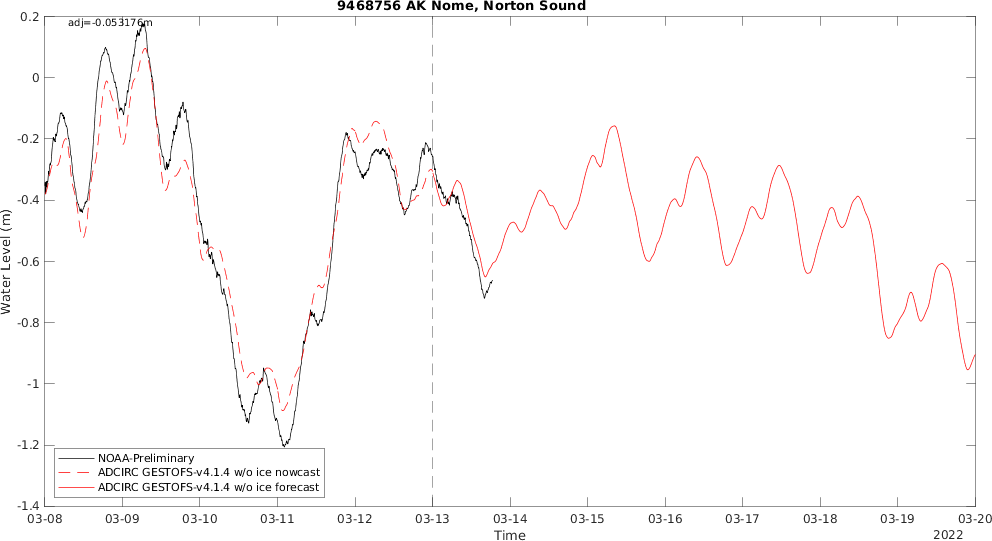 9468756 AK Nome, Norton Sound
adj=-0.053176m
0.2
0
-0.2
-0.4
-0.6
-0.8
-1
-1.2
-1.4
Water Level (m)
NOAA-Preliminary
ADCIRC GESTOFS-v4.1.4 w/o ice nowcast
ADCIRC GESTOFS-v4.1.4 w/o ice forecast
03-08 03-09 03-10 03-11 03-12 03-13 03-14 03-15 03-16 03-17 03-18 03-19 03-20
Time
2022